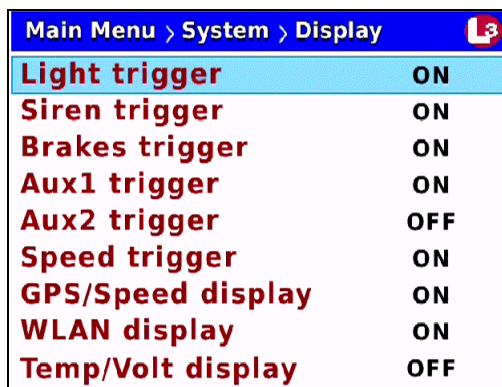 Main Menu > System > Display L3
Light trigger ON
Siren trigger ON
Brakes trigger ON
Aux1 trigger ON
Aux2 trigger OFF
Speed trigger ON
GPS/Speed display ON
WLAN display ON
Temp/Volt display OFF